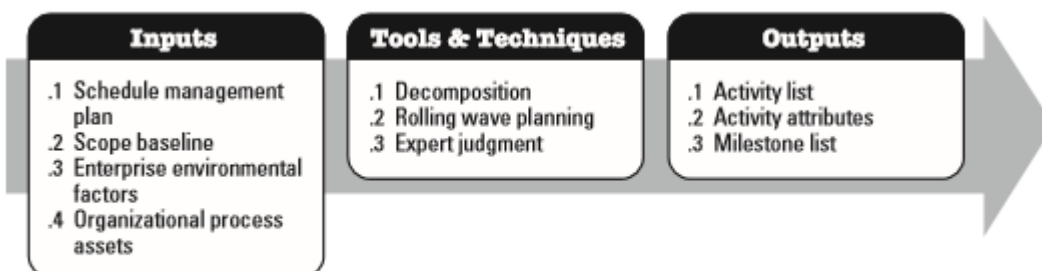 Inputs
.1 Schedule management
plan
.2 Scope baseline
.3 Enterprise environmental
factors
.4 Organizational process
assets
Tools & Techniques
.1 Decomposition
.2 Rolling wave planning
.3 Expert judgment
Outputs
.1 Activity list
.2 Activity attributes
.3 Milestone list